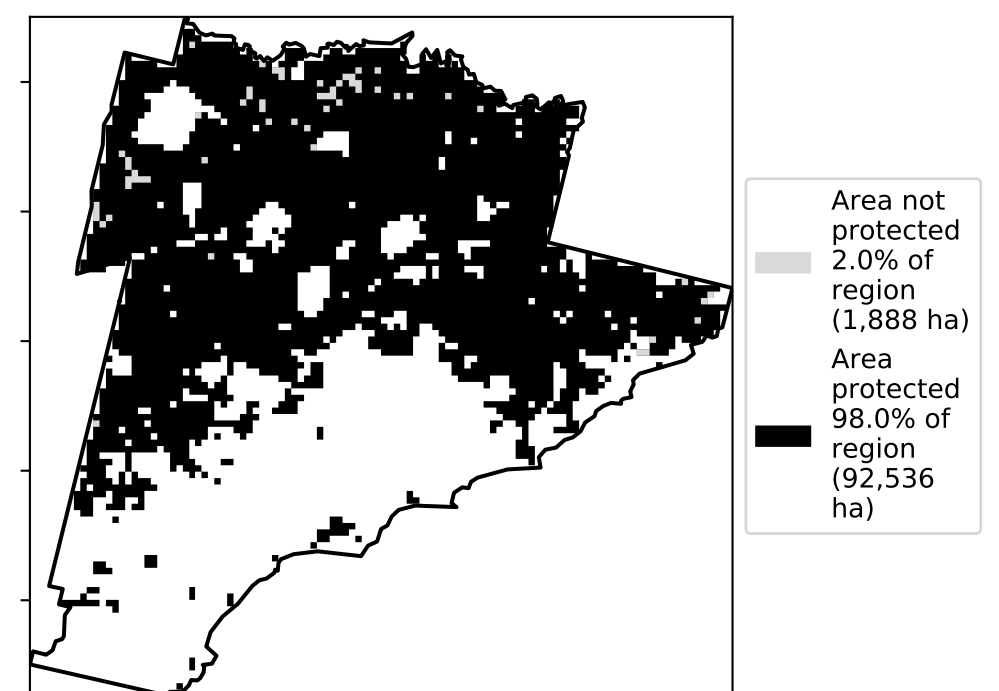 Area not
protected
2.0% of
region
(1,888 ha)
Area
protected
98.0% of
region
(92,536
ha)